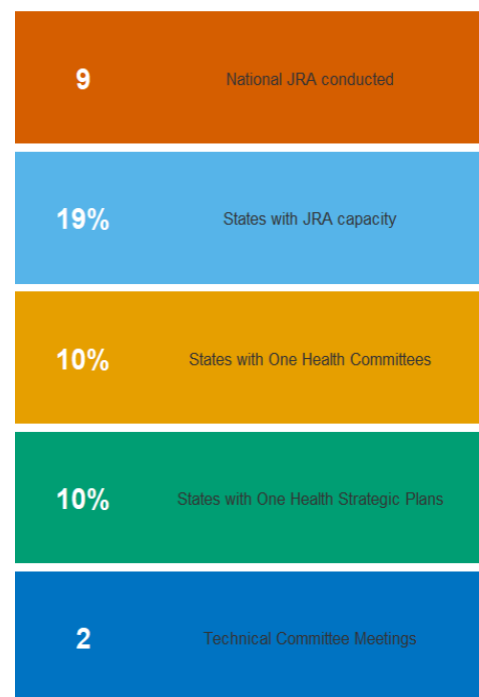 9 National JRA conducted
19% States with JRA capacity
10% States with One Health Committees
10% States with One Health Strategic Plans
2 Technical Committee Meetings